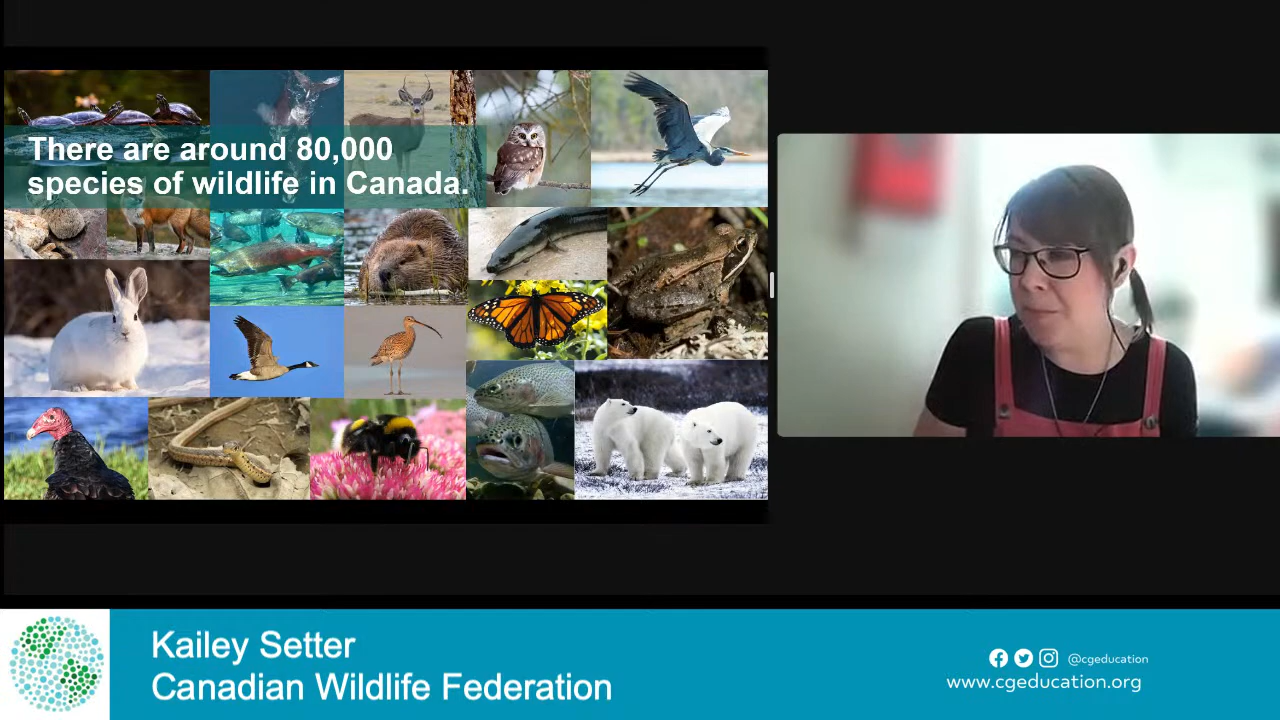 There are around 80,000
species of wildlife in Canada.
Kailey Setter
Canadian Wildlife Federation
@cgeducation
www.cgeducation.org